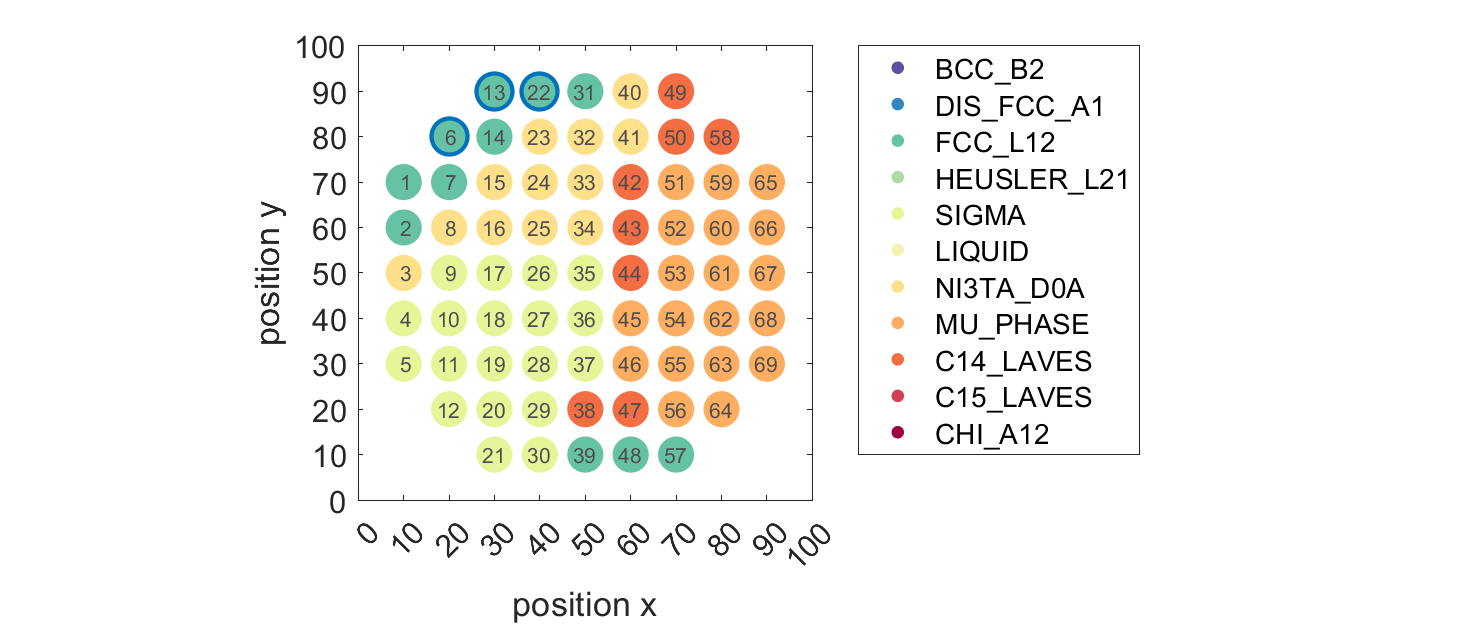 100
90
80
70
60
50
40
30
20
10
0
position y
13 22 31 40 49
6 14 23 32 41 50 58
1 7 15 24 33 42 51 59 65
2 8 16 25 34 43 52 60 66
3 9 17 26 35 44 53 61 67
4 10 18 27 36 45 54 62 68
5 11 19 28 37 46 55 63 69
12 20 29 38 47 56 64
21 30 39 48 57
0 10 20 30 40 50 60 70 80 90 100
position x
BCC_B2
DIS_FCC_A1
FCC_L12
HEUSLER_L21
SIGMA
LIQUID
NI3TA_D0A
MU_PHASE
C14_LAVES
C15_LAVES
CHI_A12